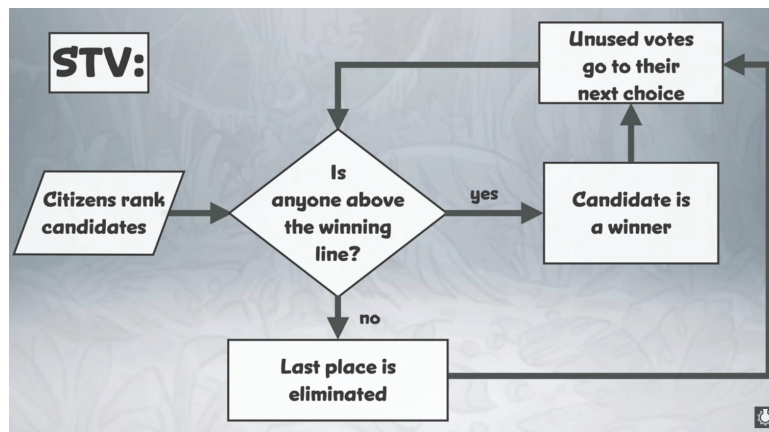 STV:
Unused votes
go to their
next choice
Citizens rank
candidates
Is
anyone above
the winning
line?
yes
Candidate is
a winner
no
Last place is
eliminated